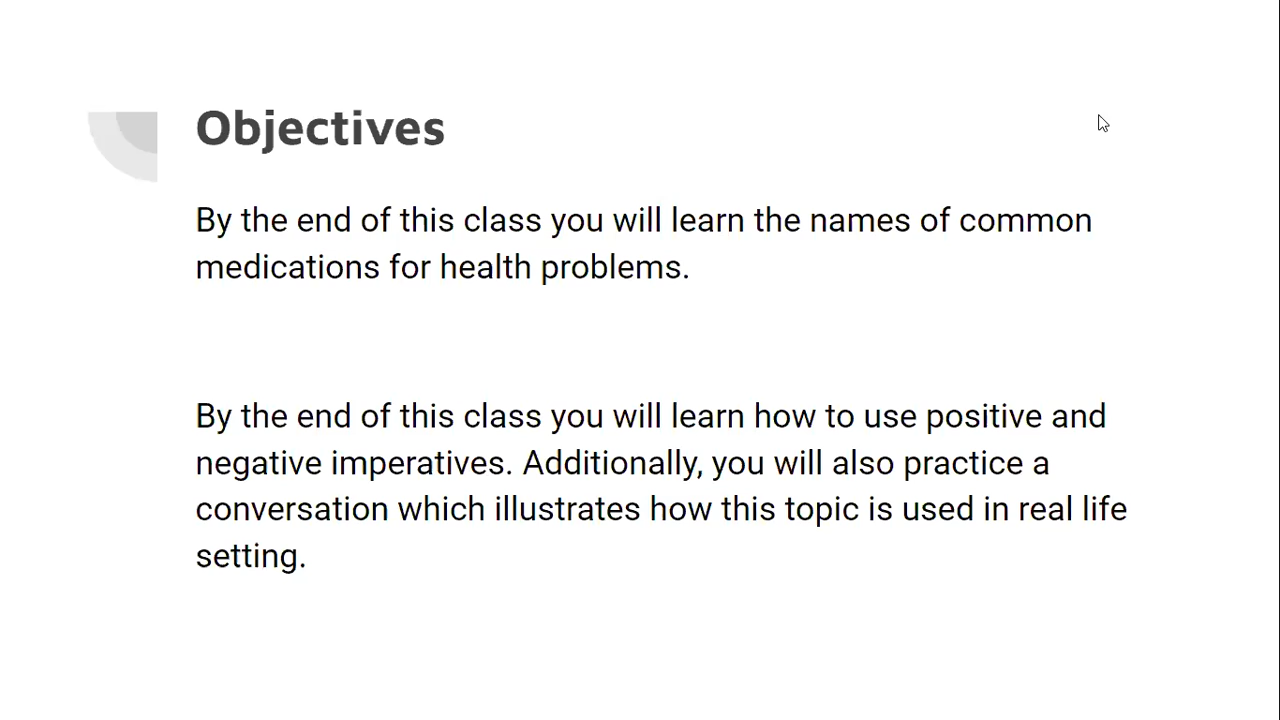 Objectives
By the end of this class you will learn the names of common
medications for health problems.
By the end of this class you will learn how to use positive and
negative imperatives. Additionally, you will also practice a
conversation which illustrates how this topic is used in real life
setting.